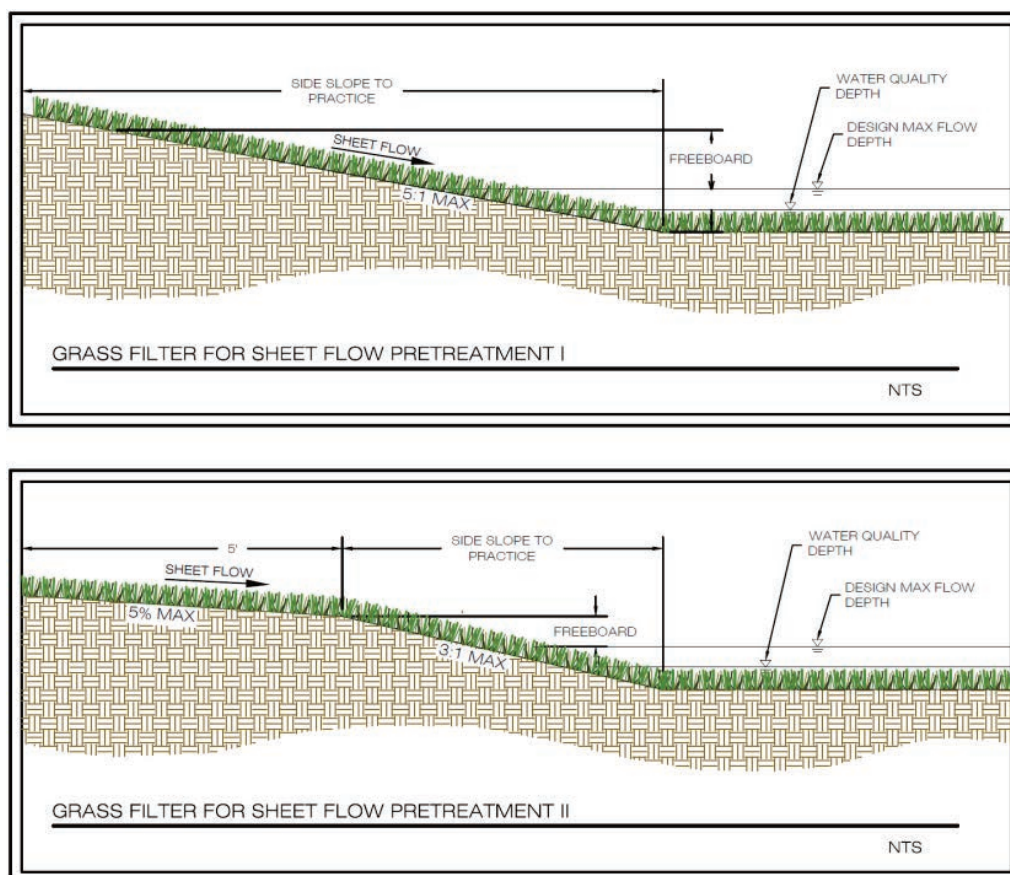 SIDE SLOPE TO
PRACTICE
WATER QUALITY
DEPTH
DESIGN MAX FLOW
DEPTH
SHEET FLOW
FREEBOARD
5:1 MAX
GRASS FILTER FOR SHEET FLOW PRETREATMENT I
NTS
5'
SIDE SLOPE TO
PRACTICE
WATER QUALITY
DEPTH
SHEET FLOW
DESIGN MAX FLOW
DEPTH
5% MAX
FREEBOARD
3:1 MAX
GRASS FILTER FOR SHEET FLOW PRETREATMENT II
NTS